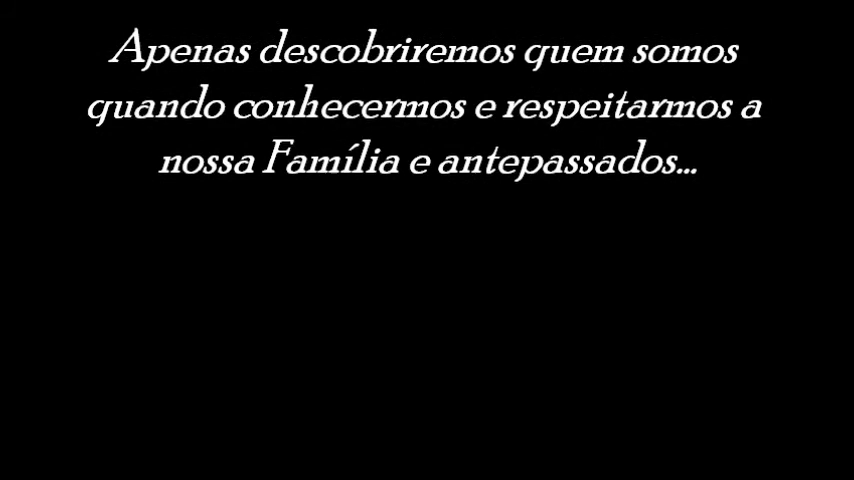 Apenas descobriremos quem somos
quando conhecermos e respeitarmos a
nossa Família e antepassados...